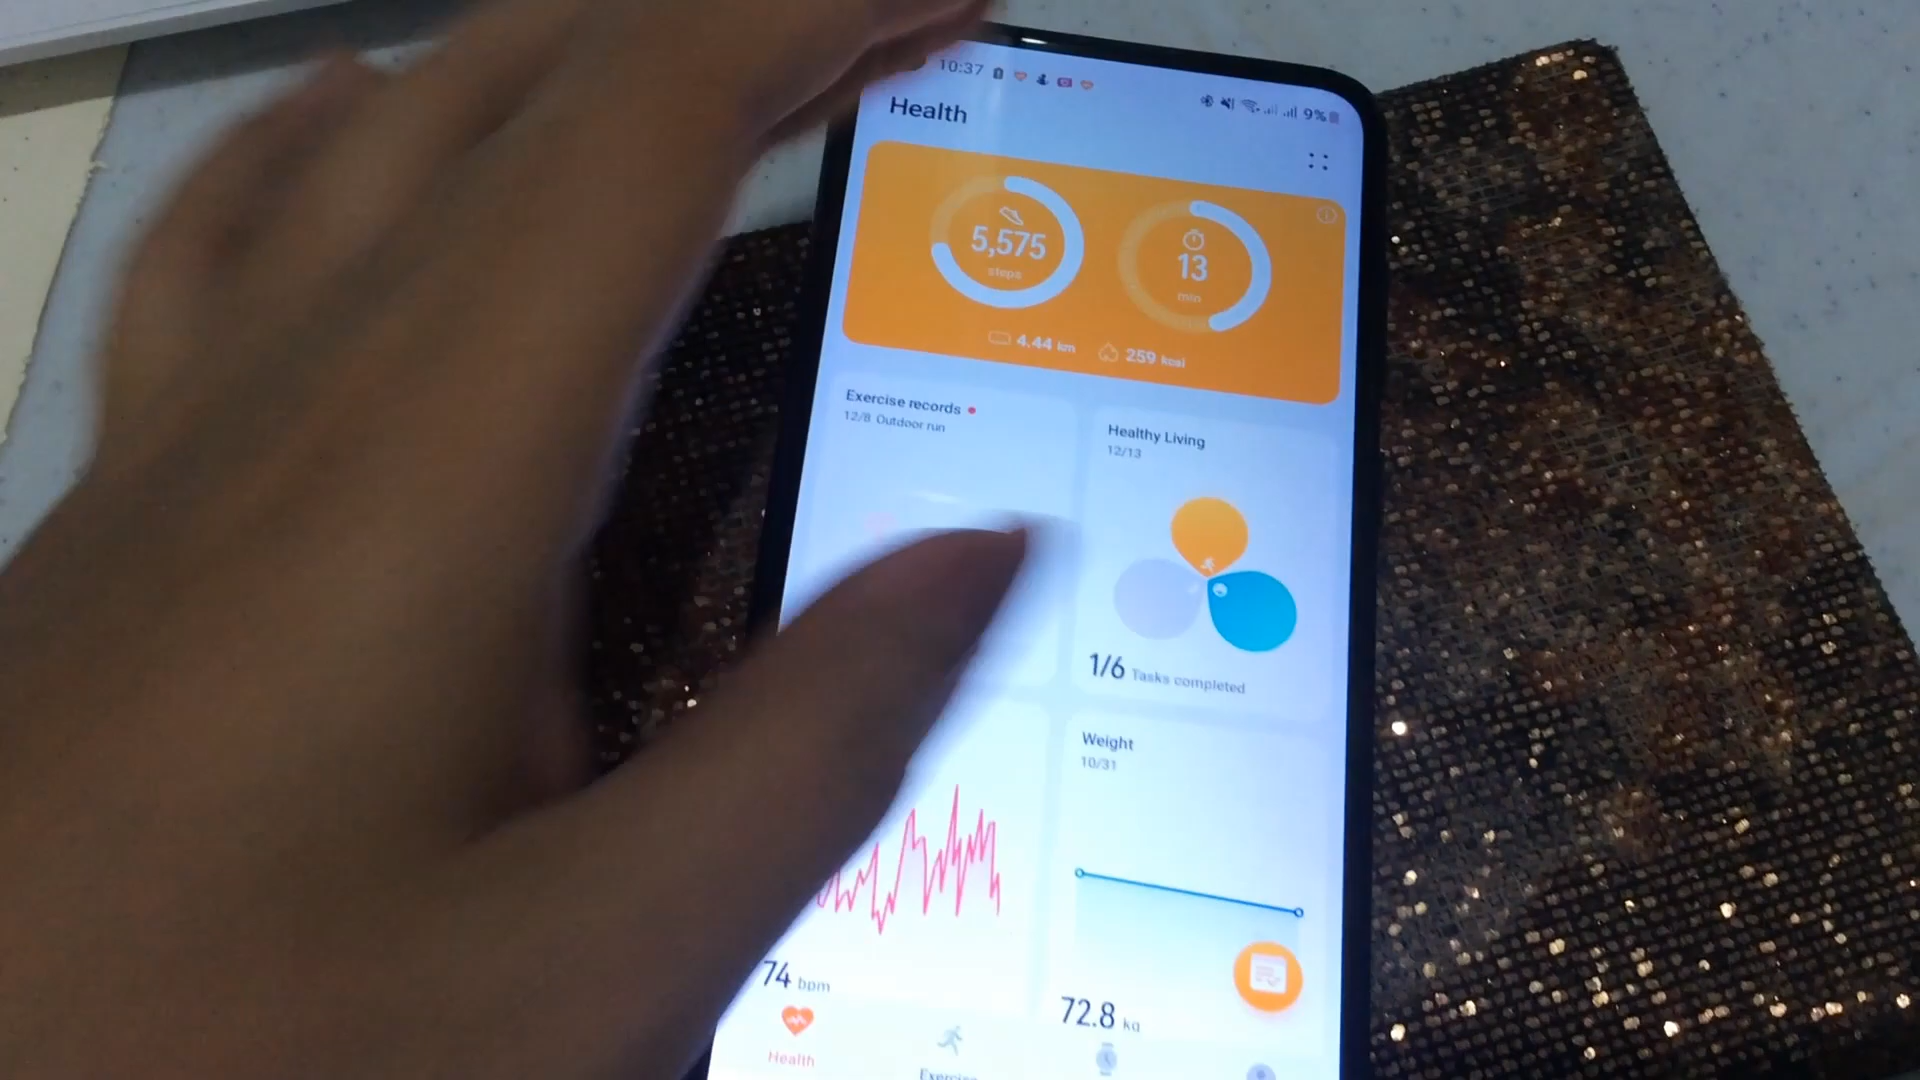 10:37
9%
Health
5,575
steps
13
min
4.44 km
259 kcal
Exercise records
12/8 Outdoor run
Healthy Living
12/13
1/6 Tasks completed
Weight
10/31
74 bpm
72.8 kg
Health